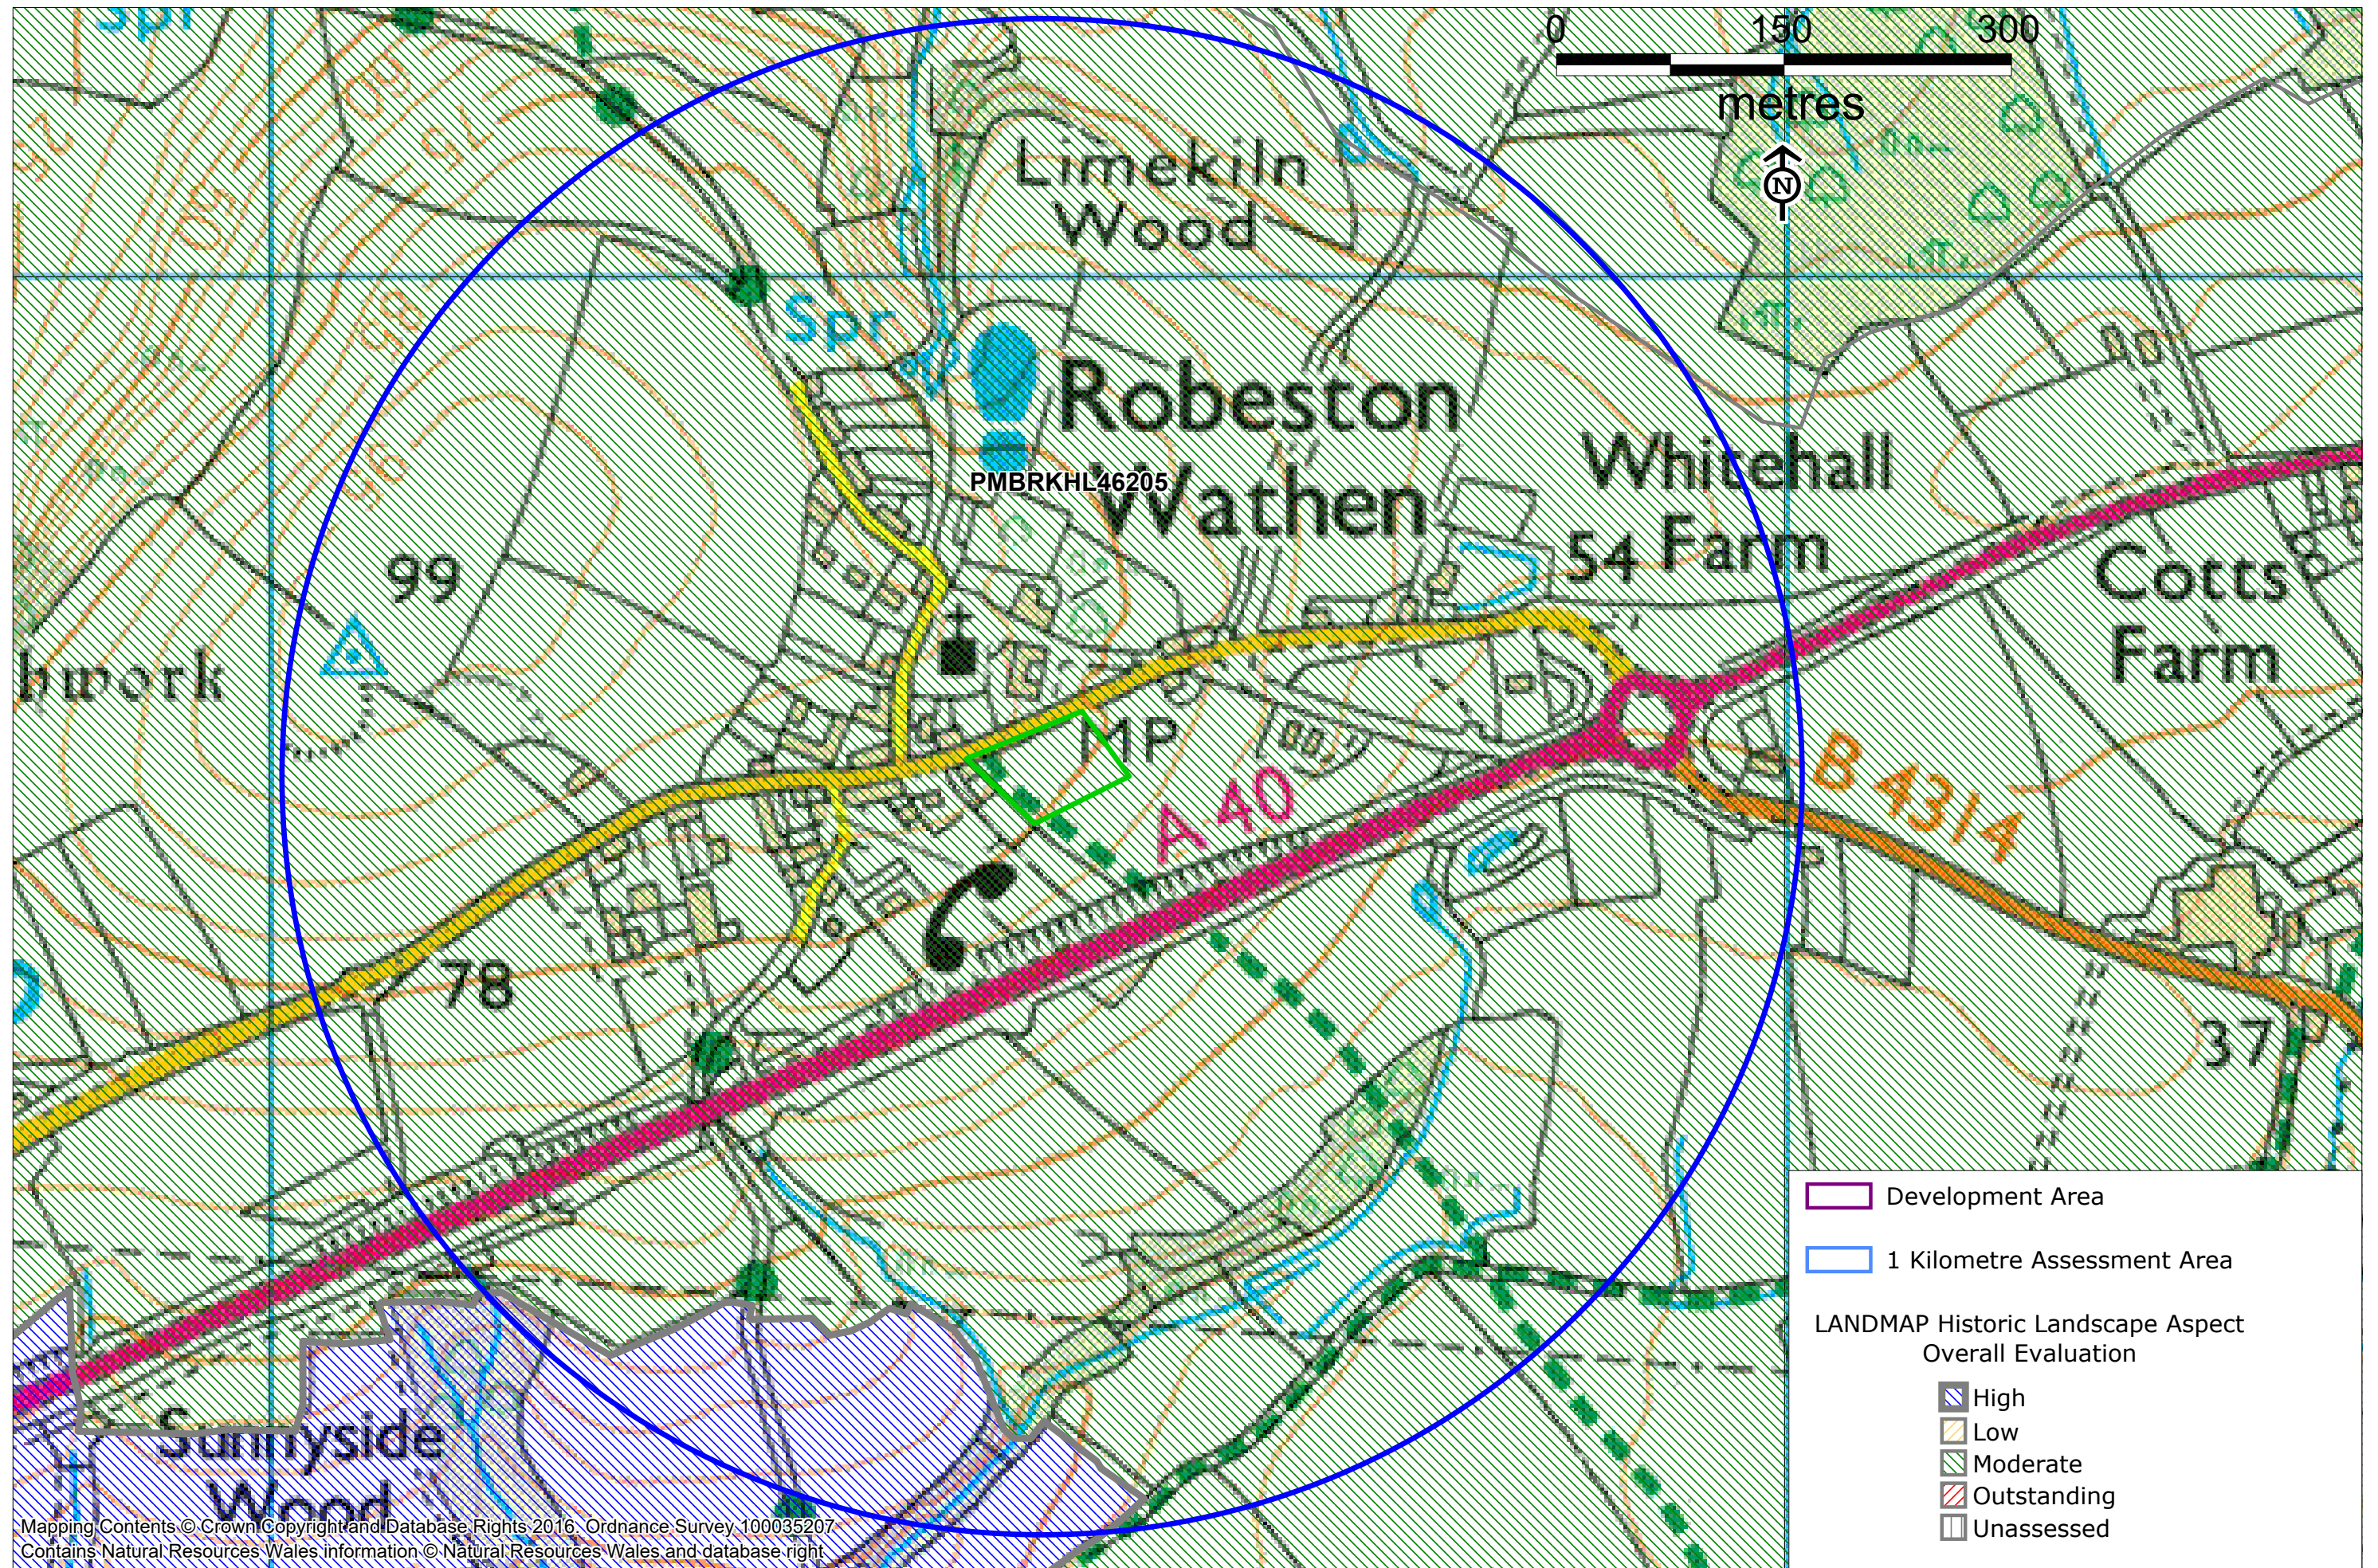 Spr
0 150 300
metres
N
Limekiln
Wood
Spr
Robeston
Wathen
PMBRKHL46205
Whitehall
54 Farm
99
Cotts
Farm
hwork
A 40
B 4314
78
37
Sunnyside
Wood
Development Area
1 Kilometre Assessment Area
LANDMAP Historic Landscape Aspect
Overall Evaluation
High
Low
Moderate
Outstanding
Unassessed
Mapping Contents © Crown Copyright and Database Rights 2016. Ordnance Survey 100035207
Contains Natural Resources Wales information © Natural Resources Wales and database right